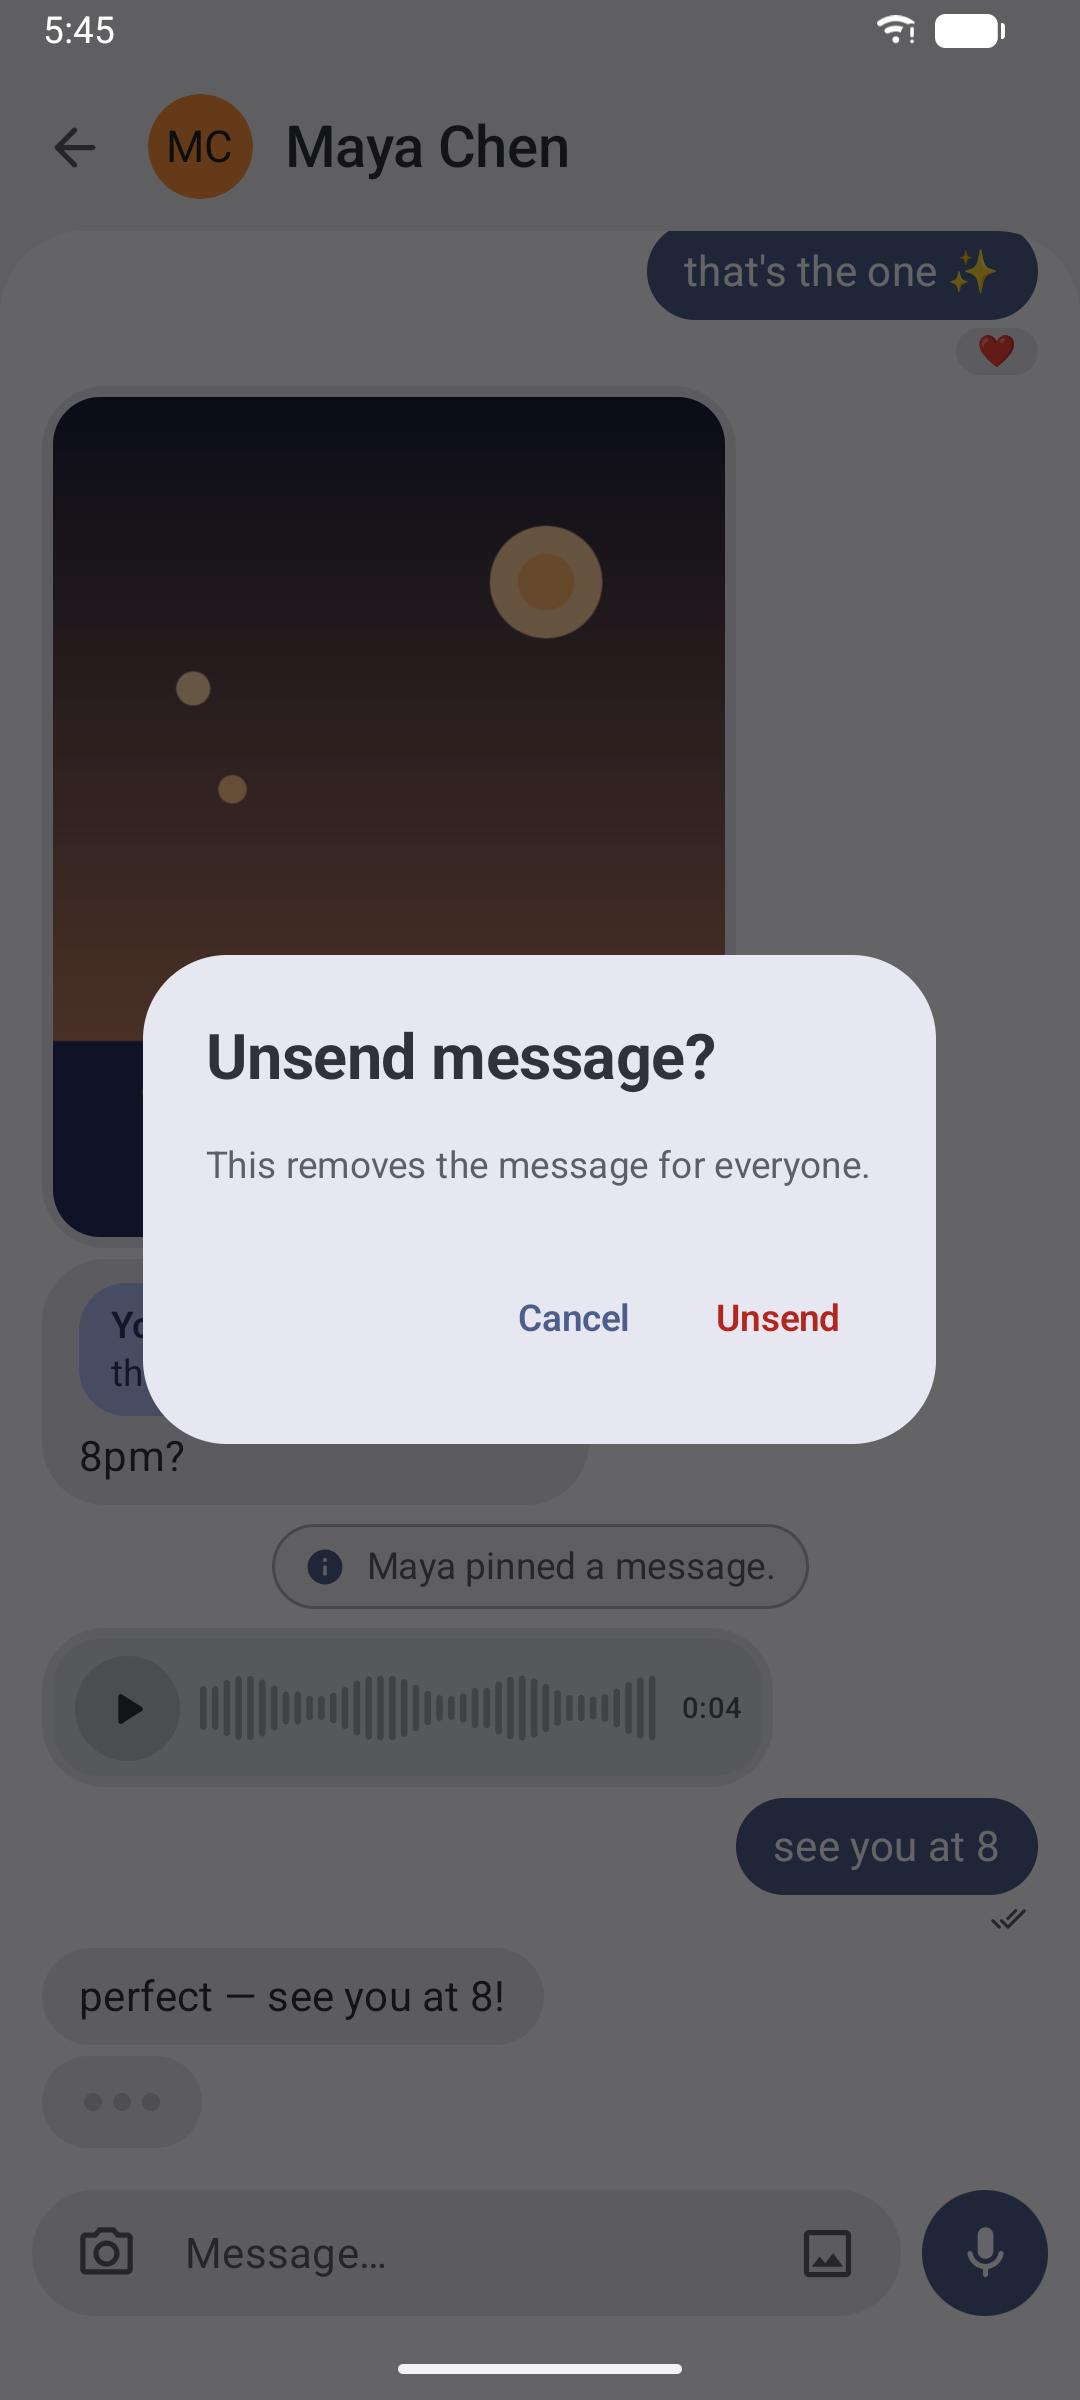 5:45
MC
Maya Chen
that's the one ✨
❤️
Unsend message?
This removes the message for everyone.
Cancel
Unsend
8pm?
Maya pinned a message.
0:04
see you at 8
perfect — see you at 8!
Message…